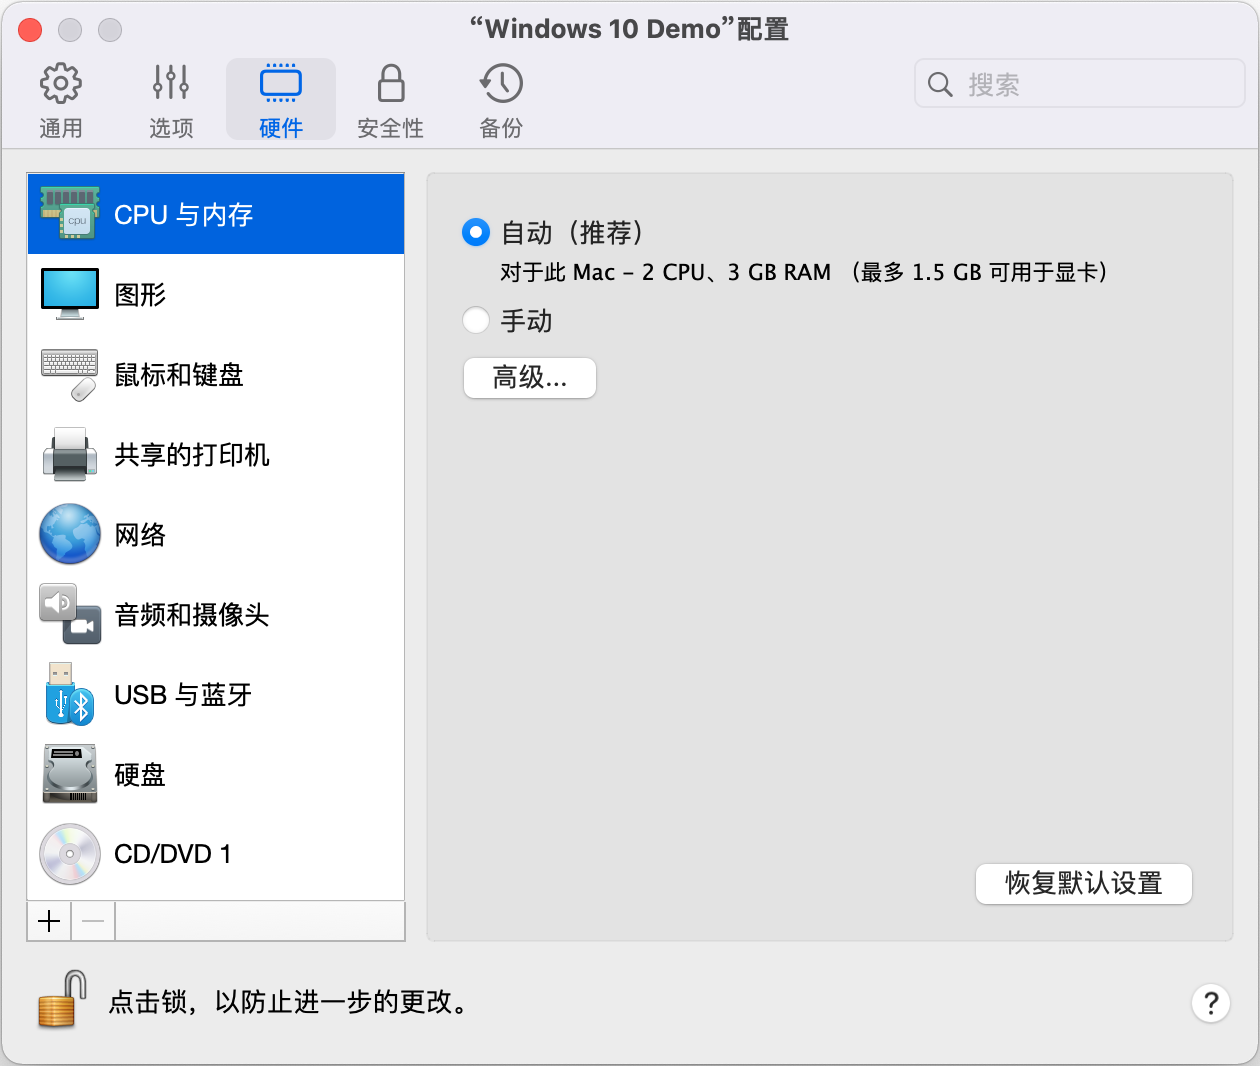 “Windows 10 Demo”配置
通用
选项
硬件
安全性
备份
搜索
cpu
CPU 与内存
图形
鼠标和键盘
共享的打印机
网络
音频和摄像头
USB 与蓝牙
硬盘
CD/DVD 1
自动（推荐）
对于此 Mac – 2 CPU、3 GB RAM （最多 1.5 GB 可用于显卡）
手动
高级...
恢复默认设置
点击锁，以防止进一步的更改。
?